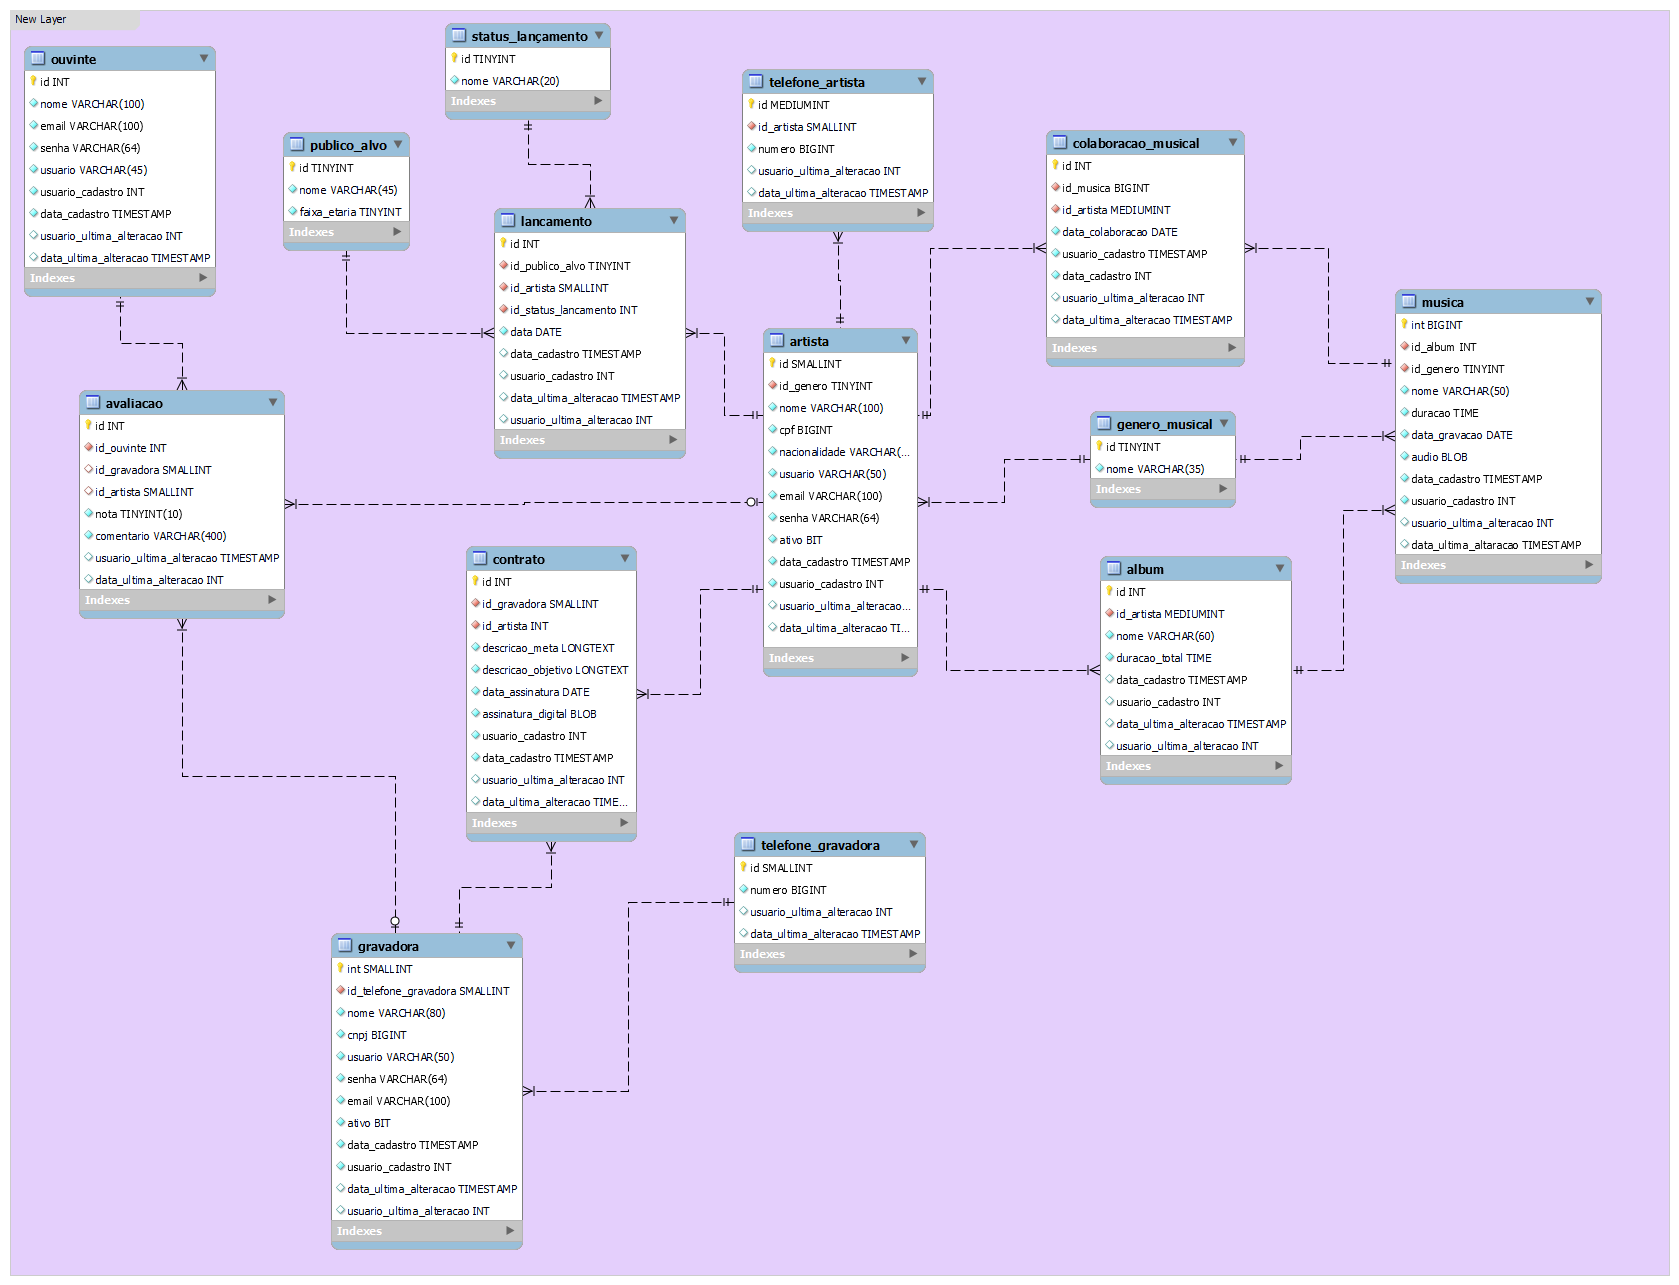 New Layer
ouvinte
id INT
nome VARCHAR(100)
email VARCHAR(100)
senha VARCHAR(64)
usuario VARCHAR(45)
usuario_cadastro INT
data_cadastro TIMESTAMP
usuario_ultima_alteracao INT
data_ultima_alteracao TIMESTAMP
Indexes
status_lançamento
id TINYINT
nome VARCHAR(20)
Indexes
publico_alvo
id TINYINT
nome VARCHAR(45)
faixa_etaria TINYINT
Indexes
lancamento
id INT
id_publico_alvo TINYINT
id_artista SMALLINT
id_status_lancamento INT
data DATE
data_cadastro TIMESTAMP
usuario_cadastro INT
data_ultima_alteracao TIMESTAMP
usuario_ultima_alteracao INT
Indexes
telefone_artista
id MEDIUMINT
id_artista SMALLINT
numero BIGINT
usuario_ultima_alteracao INT
data_ultima_alteracao TIMESTAMP
Indexes
colaboracao_musical
id INT
id_musica BIGINT
id_artista MEDIUMINT
data_colaboracao DATE
usuario_cadastro TIMESTAMP
data_cadastro INT
usuario_ultima_alteracao INT
data_ultima_alteracao TIMESTAMP
Indexes
musica
int BIGINT
id_album INT
id_genero TINYINT
nome VARCHAR(50)
duracao TIME
data_gravacao DATE
audio BLOB
data_cadastro TIMESTAMP
usuario_cadastro INT
usuario_ultima_alteracao INT
data_ultima_altaracao TIMESTAMP
Indexes
artista
id SMALLINT
id_genero TINYINT
nome VARCHAR(100)
cpf BIGINT
nacionalidade VARCHAR(...
usuario VARCHAR(50)
email VARCHAR(100)
senha VARCHAR(64)
ativo BIT
data_cadastro TIMESTAMP
usuario_cadastro INT
usuario_ultima_alteracao...
data_ultima_alteracao TI...
Indexes
genero_musical
id TINYINT
nome VARCHAR(35)
Indexes
avaliacao
id INT
id_ouvinte INT
id_gravadora SMALLINT
id_artista SMALLINT
nota TINYINT(10)
comentario VARCHAR(400)
usuario_ultima_alteracao TIMESTAMP
data_ultima_alteracao INT
Indexes
contrato
id INT
id_gravadora SMALLINT
id_artista INT
descricao_meta LONGTEXT
descricao_objetivo LONGTEXT
data_assinatura DATE
assinatura_digital BLOB
usuario_cadastro INT
data_cadastro TIMESTAMP
usuario_ultima_alteracao INT
data_ultima_alteracao TIME...
Indexes
album
id INT
id_artista MEDIUMINT
nome VARCHAR(60)
duracao_total TIME
data_cadastro TIMESTAMP
usuario_cadastro INT
data_ultima_alteracao TIMESTAMP
usuario_ultima_alteracao INT
Indexes
telefone_gravadora
id SMALLINT
numero BIGINT
usuario_ultima_alteracao INT
data_ultima_alteracao TIMESTAMP
Indexes
gravadora
int SMALLINT
id_telefone_gravadora SMALLINT
nome VARCHAR(80)
cnpj BIGINT
usuario VARCHAR(50)
senha VARCHAR(64)
email VARCHAR(100)
ativo BIT
data_cadastro TIMESTAMP
usuario_cadastro INT
data_ultima_alteracao TIMESTAMP
usuario_ultima_alteracao INT
Indexes